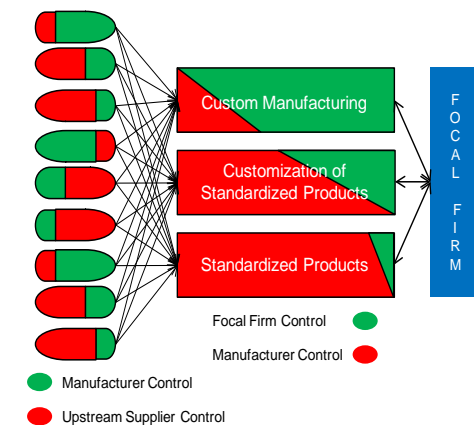 Custom Manufacturing
Customization of
Standardized Products
Standardized Products
F
O
C
A
L
F
I
R
M
Focal Firm Control
Manufacturer Control
Manufacturer Control
Upstream Supplier Control